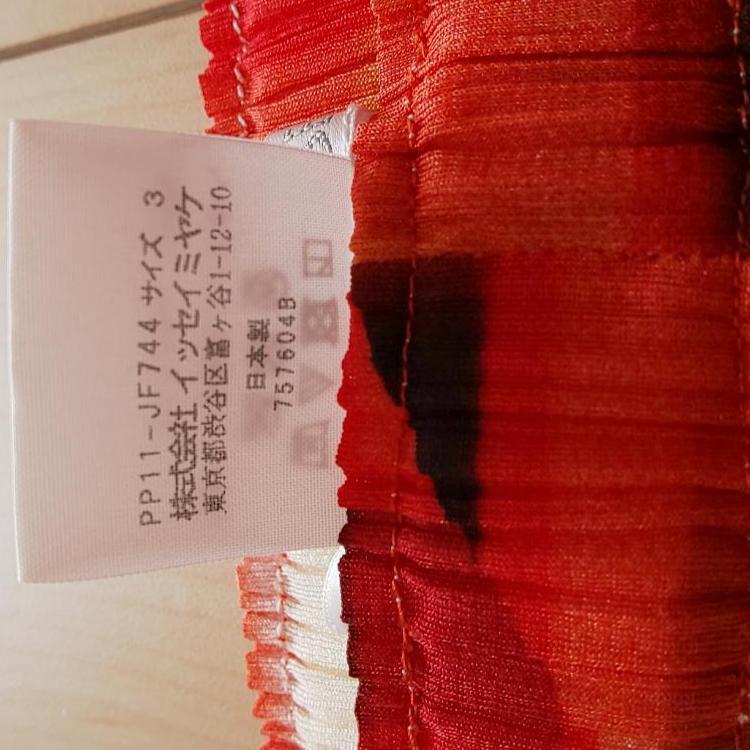 PP11-JF744 サイズ 3
株式会社 イッセイミヤケ
東京都渋谷区富ヶ谷1-12-10
日本製
757604B